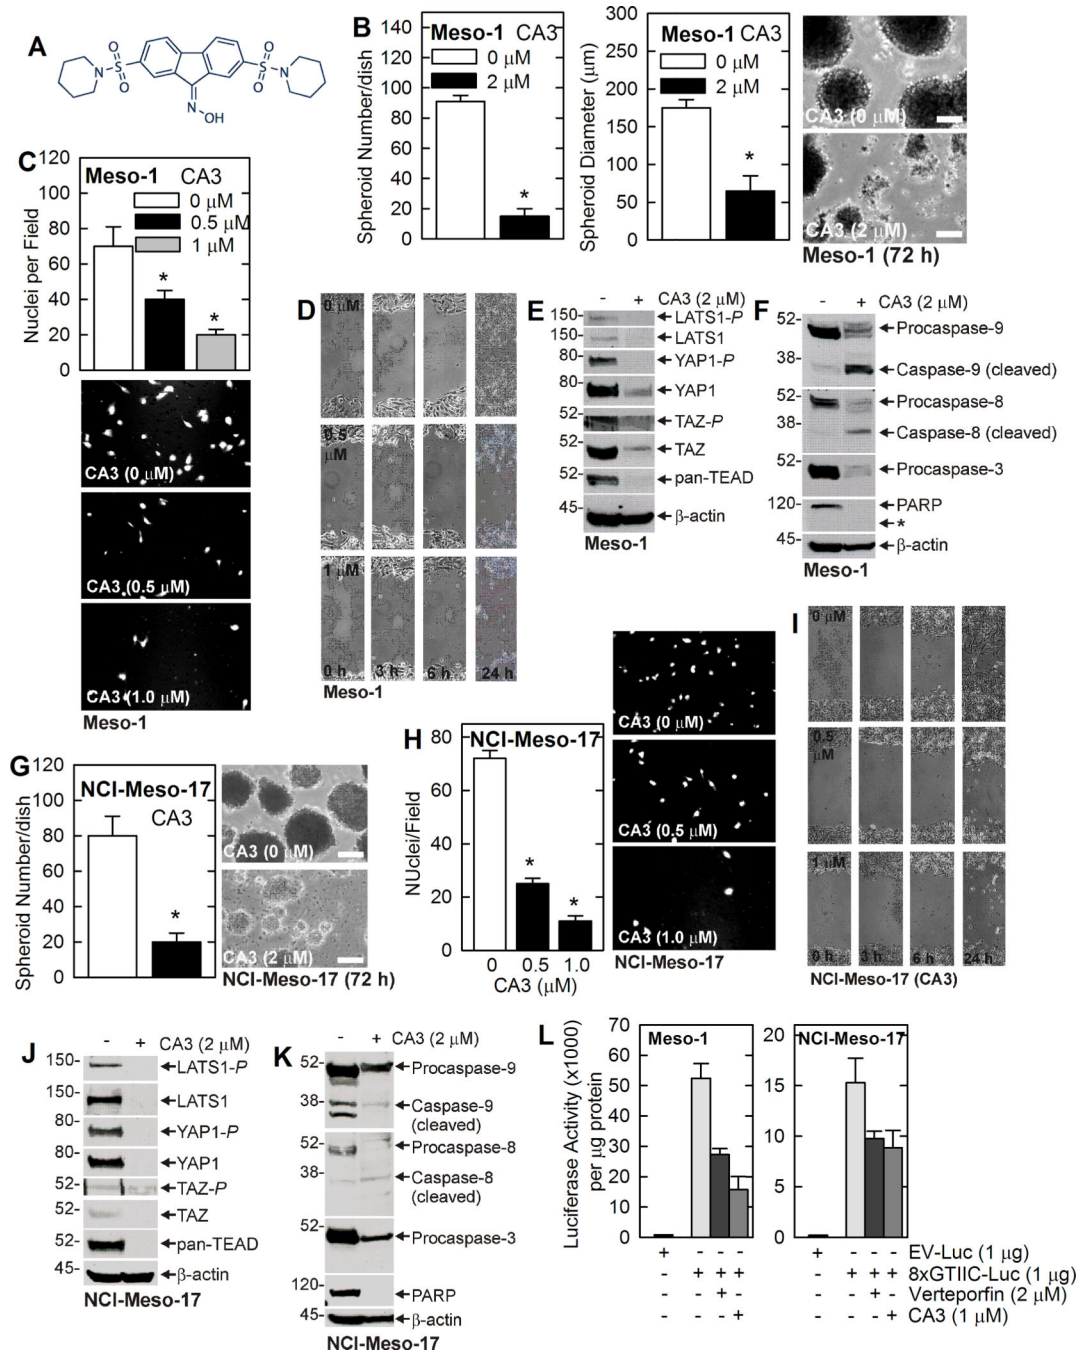 A
N
S
O
O
N
OH
O
O
S
N
B
Spheroid Number/dish
140
120
100
80
60
40
20
0
Meso-1 CA3
0 μM
2 μM
*
Spheroid Diameter (μm)
300
250
200
150
100
50
0
Meso-1 CA3
0 μM
2 μM
*
CA3 (0 μM)
CA3 (2 μM)
Meso-1 (72 h)
C
Nuclei per Field
120
100
80
60
40
20
0
Meso-1 CA3
0 μM
0.5 μM
1 μM
*
*
CA3 (0 μM)
CA3 (0.5 μM)
CA3 (1.0 μM)
Meso-1
D
0 μM
0.5
μM
1 μM
0 h 3 h 6 h 24 h
Meso-1
E
- + CA3 (2 μM)
150- LATS1-P
150- LATS1
80- YAP1-P
80- YAP1
52- TAZ-P
52- TAZ
52- pan-TEAD
45- β-actin
Meso-1
F
- + CA3 (2 μM)
52- Procaspase-9
38- Caspase-9 (cleaved)
52- Procaspase-8
38- Caspase-8 (cleaved)
52- Procaspase-3
120- PARP
*
45- β-actin
Meso-1
G
Spheroid Number/dish
120
100
80
60
40
20
0
NCI-Meso-17
CA3
*
CA3 (0 μM)
CA3 (2 μM)
NCI-Meso-17 (72 h)
H
NUclei/Field
80
60
40
20
0
NCI-Meso-17
*
*
0 0.5 1.0
CA3 (μM)
CA3 (0 μM)
CA3 (0.5 μM)
CA3 (1.0 μM)
NCI-Meso-17
I
0 μM
0.5
μM
1 μM
0 h 3 h 6 h 24 h
NCI-Meso-17 (CA3)
J
- + CA3 (2 μM)
150- LATS1-P
150- LATS1
80- YAP1-P
80- YAP1
52- TAZ-P
52- TAZ
52- pan-TEAD
45- β-actin
NCI-Meso-17
K
- + CA3 (2 μM)
52- Procaspase-9
38- Caspase-9
(cleaved)
52- Procaspase-8
38- Caspase-8
(cleaved)
52- Procaspase-3
120- PARP
45- β-actin
NCI-Meso-17
L
Luciferase Activity (x1000)
per μg protein
70
60
50
40
30
20
10
0
Meso-1
20
15
10
5
0
NCI-Meso-17
+ - - - + - - - EV-Luc (1 μg)
- + + + - + + + 8xGTIIC-Luc (1 μg)
- - + - - - + - Verteporfin (2 μM)
- - - + - - - + CA3 (1 μM)